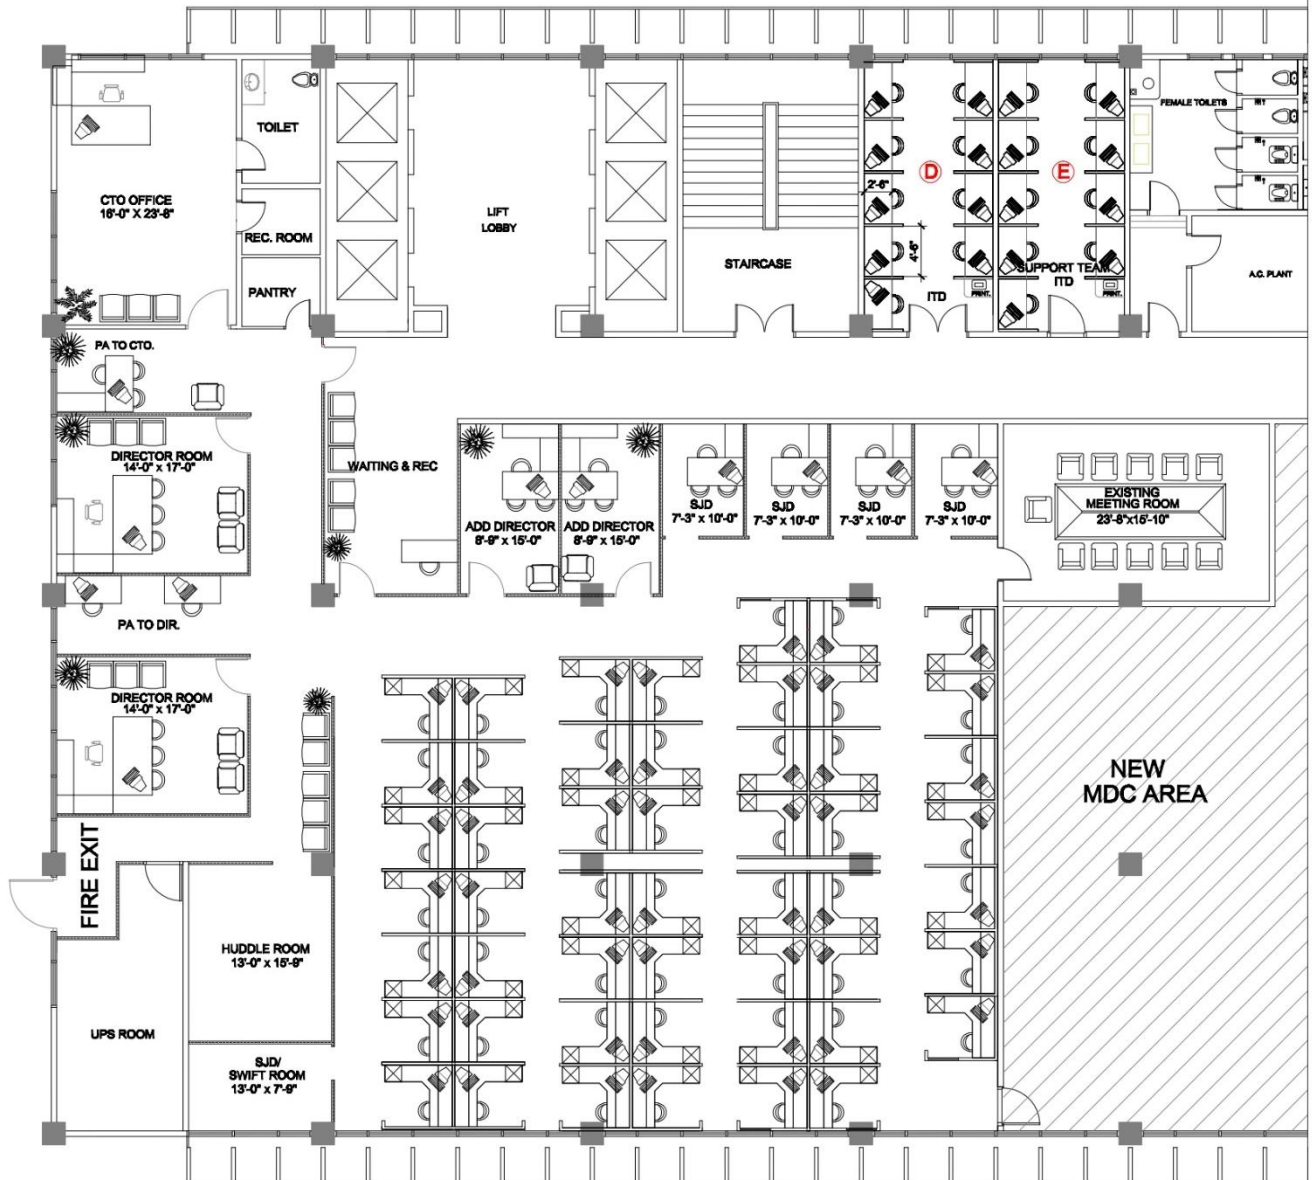 TOILET
FEMALE TOILETS
CTO OFFICE
16'-0" X 23'-8"
D
E
2'-6"
LIFT
LOBBY
REC. ROOM
4'-6"
STAIRCASE
SUPPORT TEAM
ITD
A.C. PLANT
PANTRY
ITD
PRINT.
PRINT.
PA TO CTO.
DIRECTOR ROOM
14'-0" x 17'-0"
WAITING & REC
ADD DIRECTOR
8'-9" x 15'-0"
ADD DIRECTOR
8'-9" x 15'-0"
SJD
7'-3" x 10'-0"
SJD
7'-3" x 10'-0"
SJD
7'-3" x 10'-0"
SJD
7'-3" x 10'-0"
EXISTING
MEETING ROOM
23'-8"x15'-10"
PA TO DIR.
DIRECTOR ROOM
14'-0" x 17'-0"
NEW
MDC AREA
FIRE EXIT
HUDDLE ROOM
13'-0" x 15'-9"
UPS ROOM
SJD/
SWIFT ROOM
13'-0" x 7'-9"